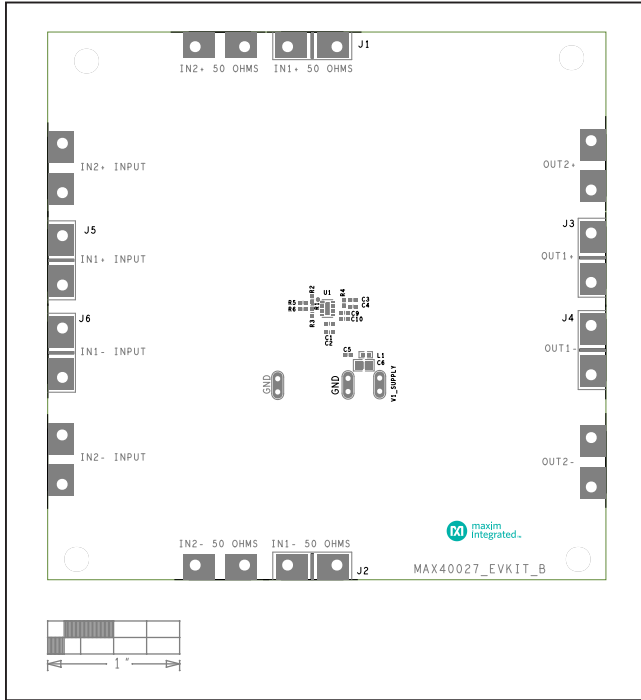 J1
IN2+ 50 OHMS
IN1+ 50 OHMS
IN2+ INPUT
OUT2+
J5
J3
IN1+ INPUT
OUT1+
R2
U1
R4
R5
R1
C3
R6
C4
C9
R3
C10
J6
J4
C1
C2
IN1- INPUT
OUT1-
C5
L1
C6
GND
GND
V1_SUPPLY
IN2- INPUT
OUT2-
maxim
integrated™
IN2- 50 OHMS
IN1- 50 OHMS
J2
MAX40027_EVKIT_B
1"